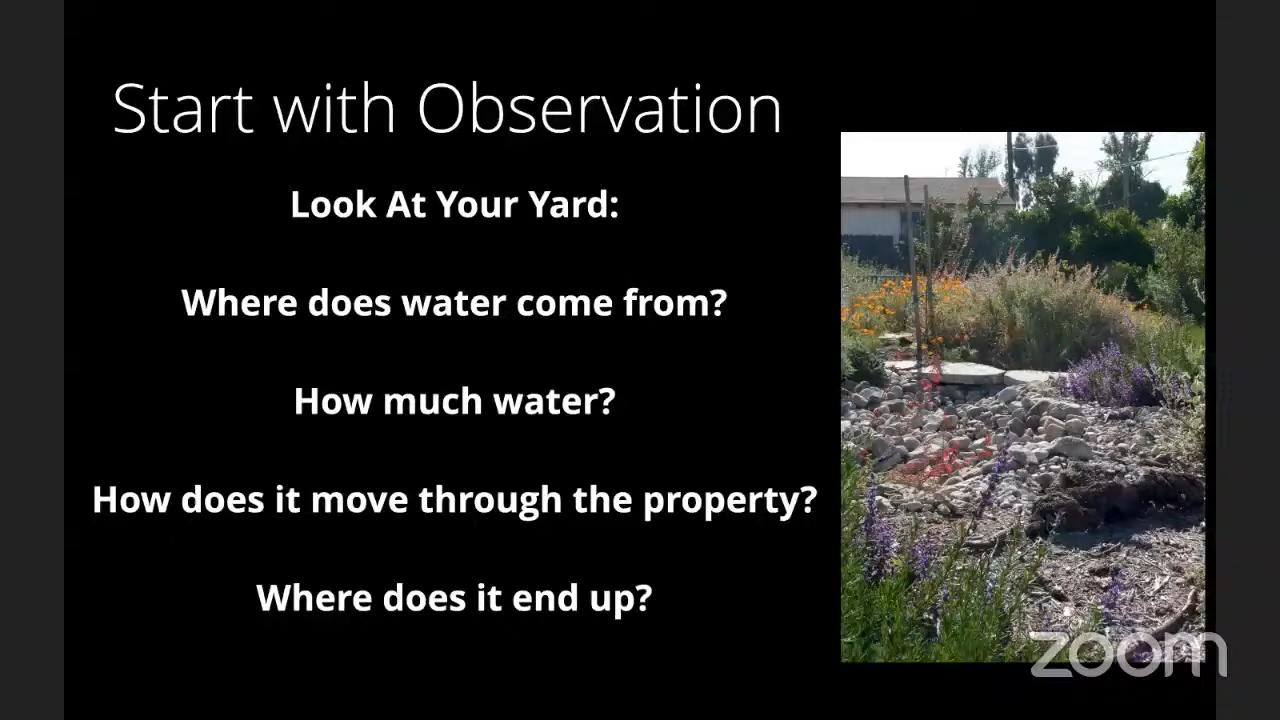 Start with Observation
Look At Your Yard:
Where does water come from?
How much water?
How does it move through the property?
Where does it end up?
zoom